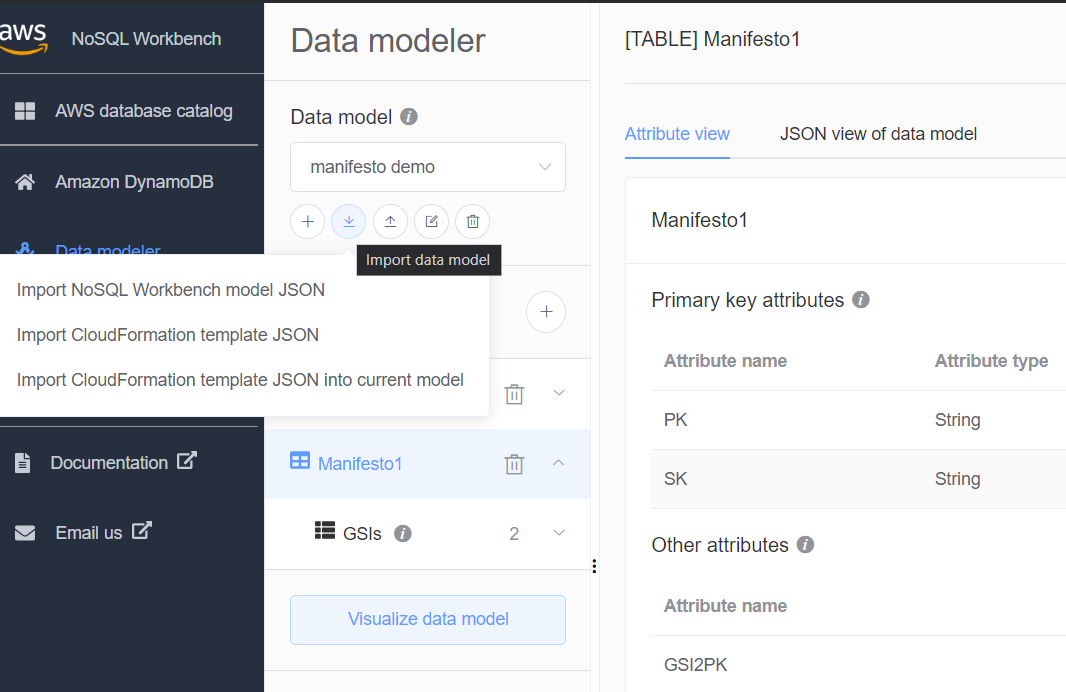 aws
NoSQL Workbench
AWS database catalog
Amazon DynamoDB
Data modeler
Import NoSQL Workbench model JSON
Import CloudFormation template JSON
Import CloudFormation template JSON into current model
Documentation
Email us
Data modeler
Data model
manifesto demo
Import data model
Manifesto1
GSIs 2
Visualize data model
[TABLE] Manifesto1
Attribute view JSON view of data model
Manifesto1
Primary key attributes
Attribute name Attribute type
PK String
SK String
Other attributes
Attribute name
GSI2PK